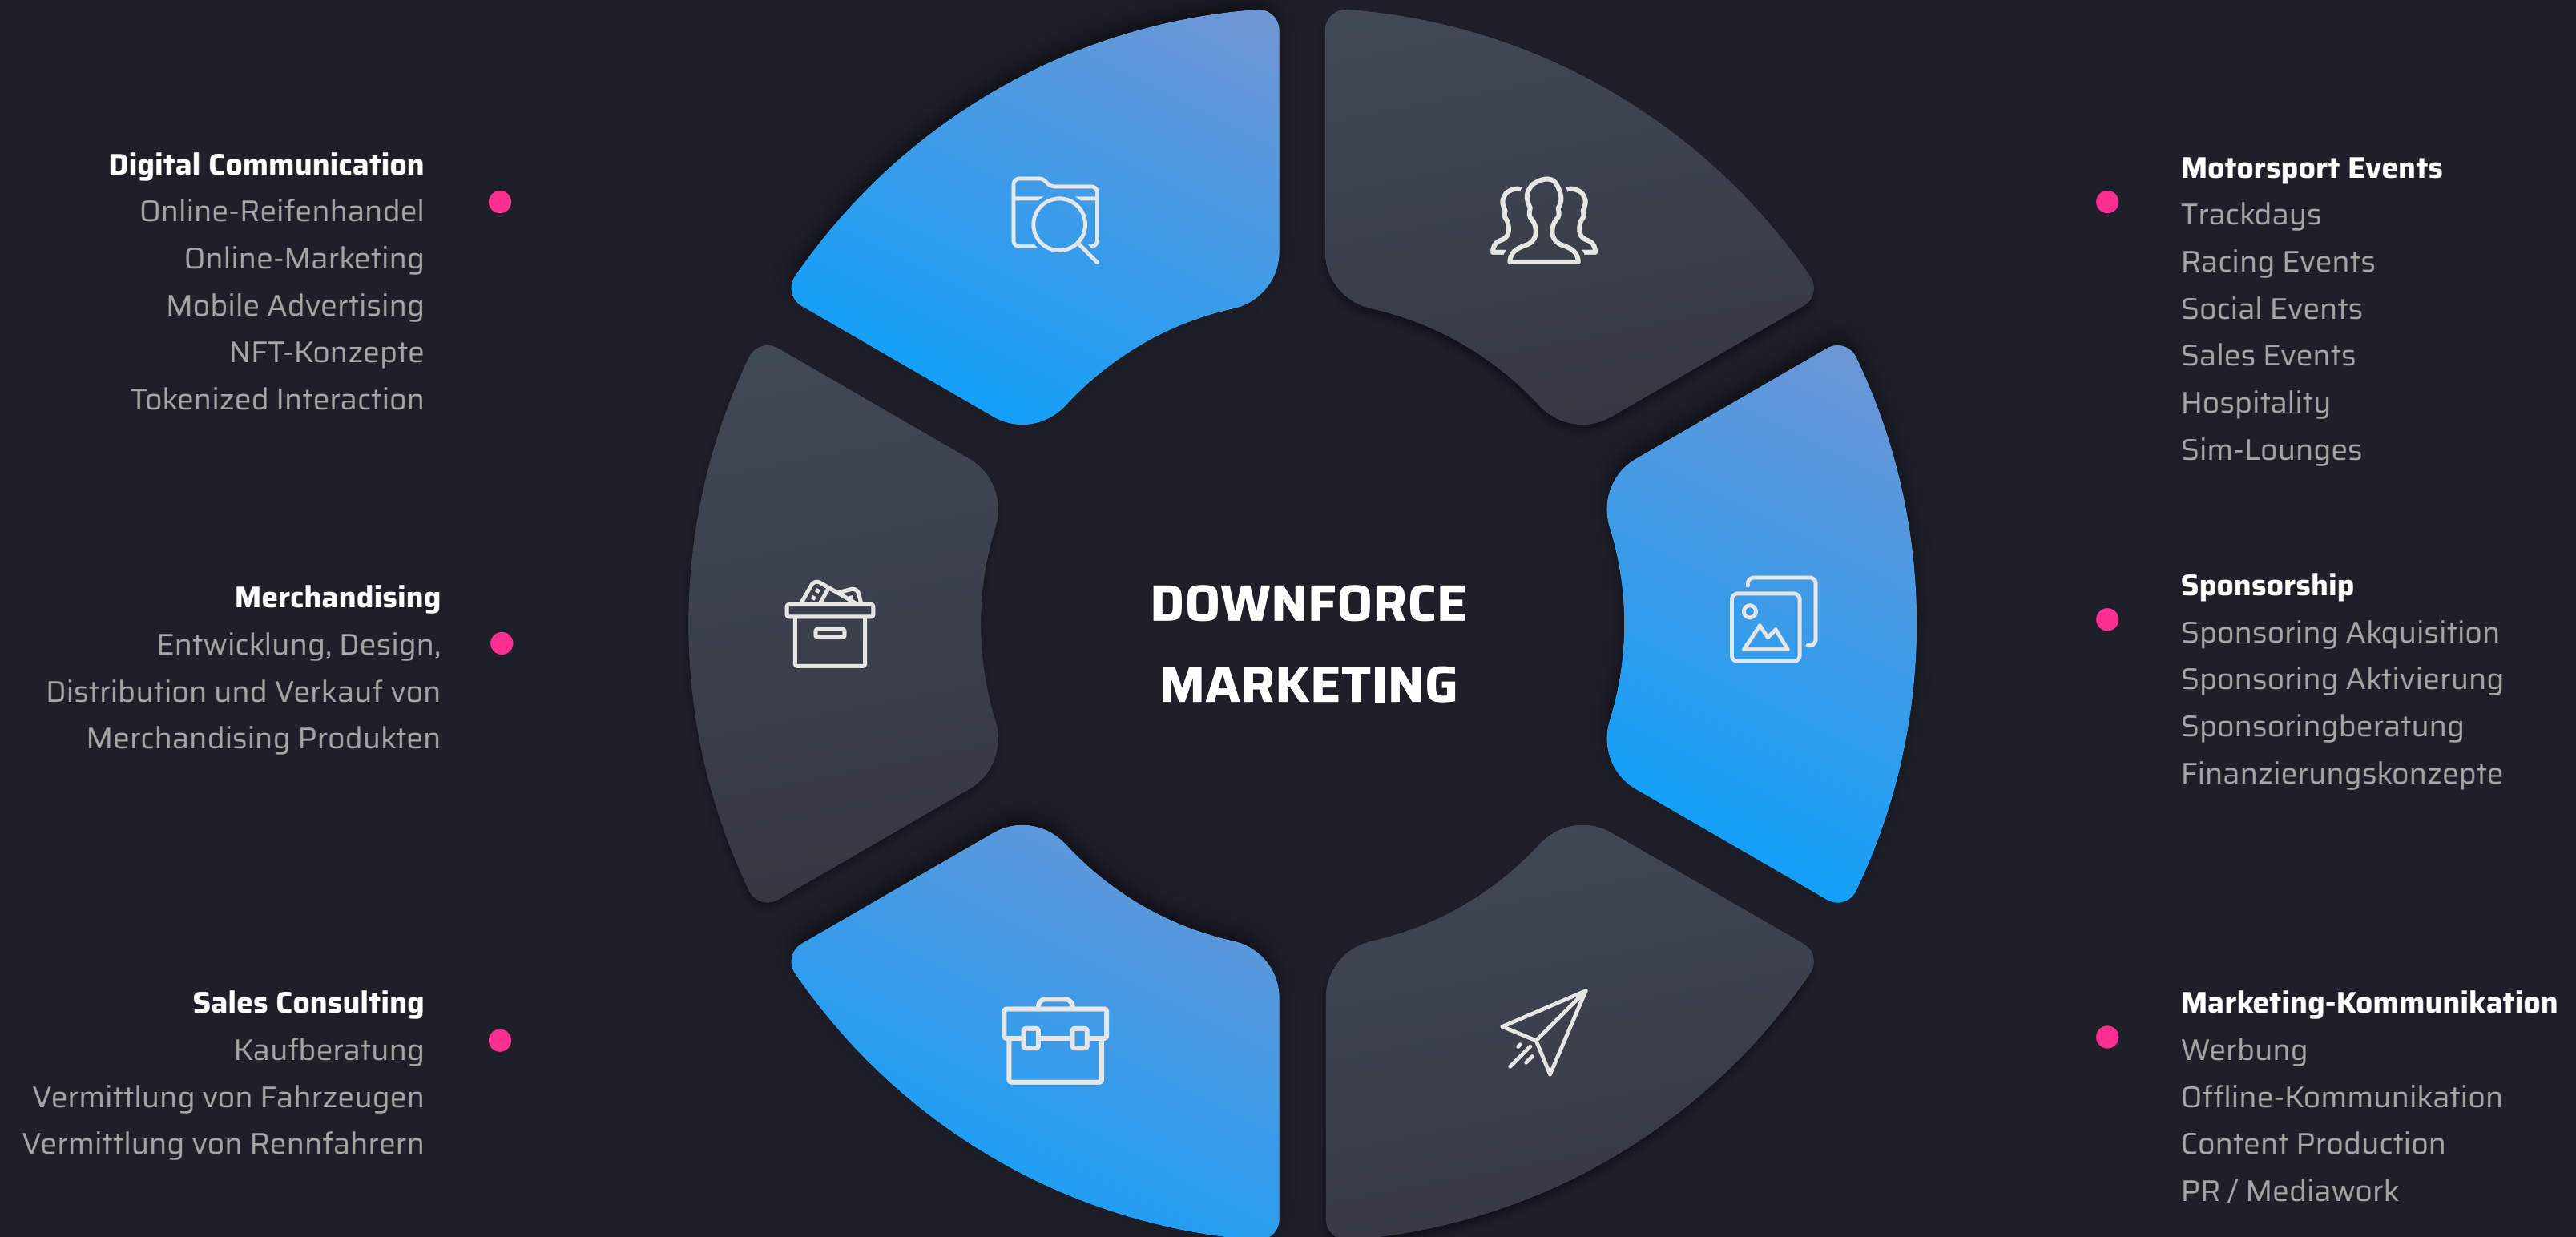 Digital Communication
Online-Reifenhandel
Online-Marketing
Mobile Advertising
NFT-Konzepte
Tokenized Interaction
Merchandising
Entwicklung, Design,
Distribution und Verkauf von
Merchandising Produkten
Sales Consulting
Kaufberatung
Vermittlung von Fahrzeugen
Vermittlung von Rennfahrern
DOWNFORCE
MARKETING
Motorsport Events
Trackdays
Racing Events
Social Events
Sales Events
Hospitality
Sim-Lounges
Sponsorship
Sponsoring Akquisition
Sponsoring Aktivierung
Sponsoringberatung
Finanzierungskonzepte
Marketing-Kommunikation
Werbung
Offline-Kommunikation
Content Production
PR / Mediawork